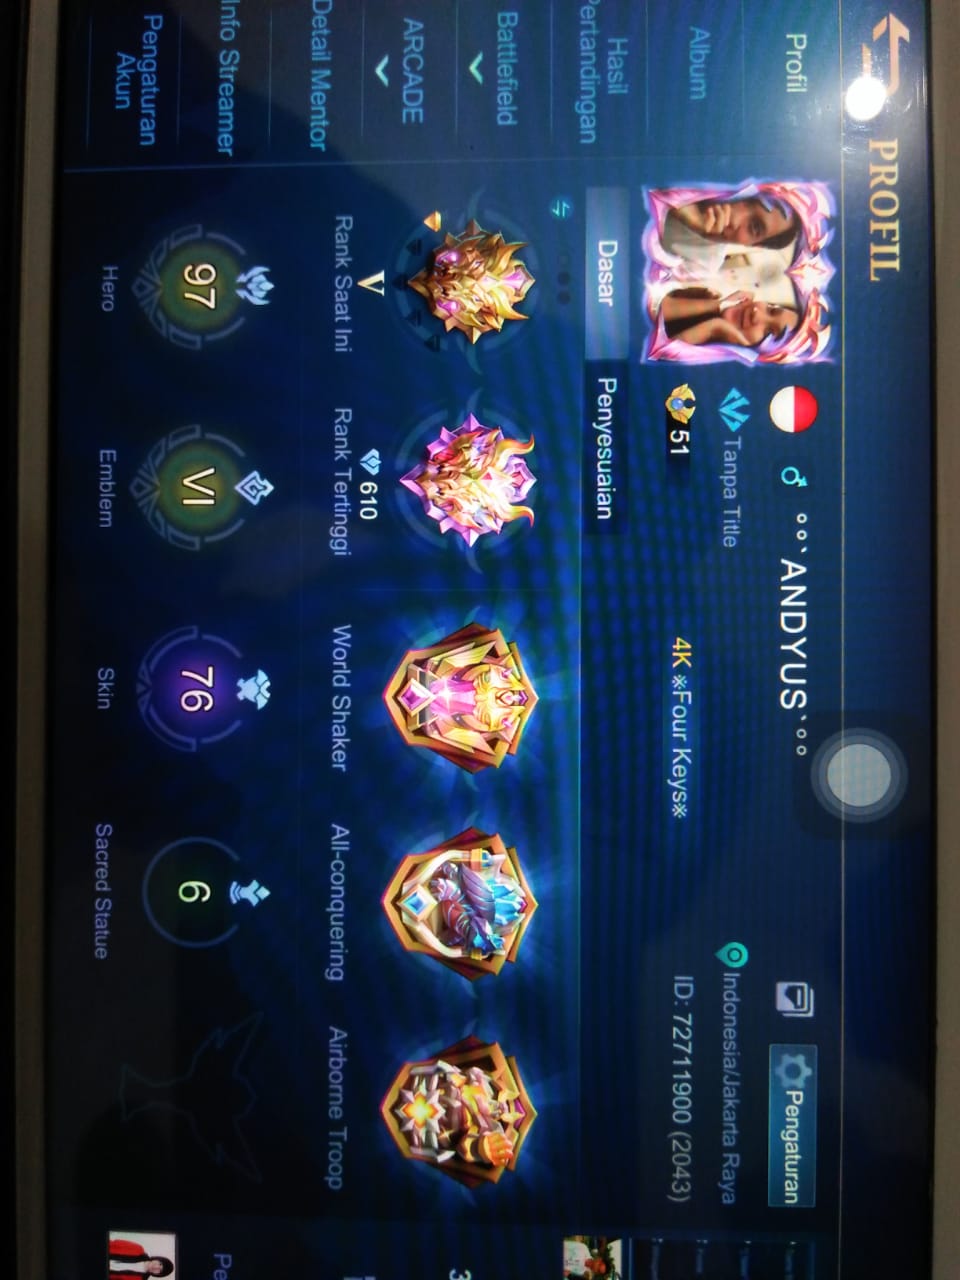 PROFIL
Profil
Album
Hasil
Pertandingan
Battlefield
ARCADE
Detail Mentor
Info Streamer
Pengaturan
Akun
°°`ANDYUS`°°
Pengaturan
Tanpa Title
Indonesia/Jakarta Raya
51
4K ※Four Keys※
ID: 72711900 (2043)
Dasar
Penyesuaian
V
610
Rank Saat Ini
Rank Tertinggi
World Shaker
All-conquering
Airborne Troop
97
VI
76
6
Hero
Emblem
Skin
Sacred Statue